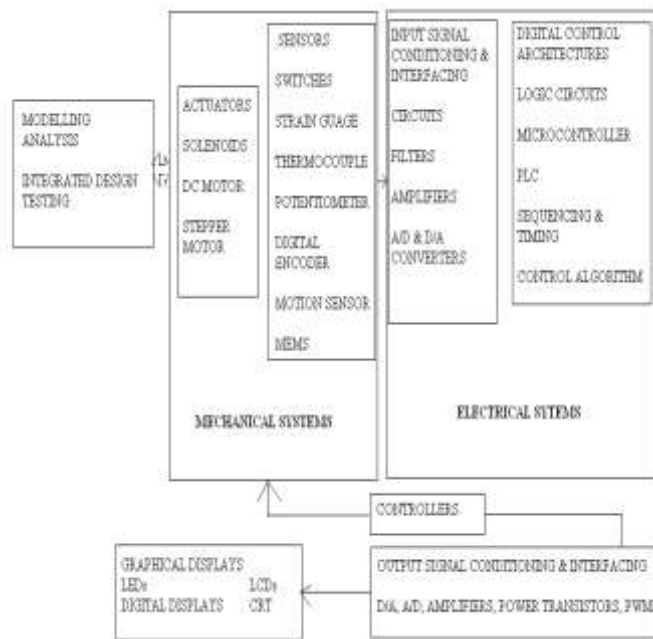 MODELLING
ANALYSIS
INTEGRATED DESIGN
TESTING
ACTUATORS
SOLENOIDS
DC MOTOR
STEPPER
MOTOR
SENSORS
SWITCHES
STRAIN GUAGE
THERMOCOUPLE
POTENTIOMETER
DIGITAL
ENCODER
MOTION SENSOR
MEMS
MECHANICAL SYSTEMS
INPUT SIGNAL
CONDITIONING &
INTERFACING
CIRCUITS
FILTERS
AMPLIFIERS
A/D & D/A
CONVERTERS
DIGITAL CONTROL
ARCHITECTURES
LOGIC CIRCUITS
MICROCONTROLLER
PLC
SEQUENCING &
TIMING
CONTROL ALGORITHM
ELECTRICAL SYTEMS
CONTROLLERS
OUTPUT SIGNAL CONDITIONING & INTERFACING
D/A, A/D, AMPLIFIERS, POWER TRANSISTORS, PWM
GRAPHICAL DISPLAYS
LEDs LCDs
DIGITAL DISPLAYS CRT